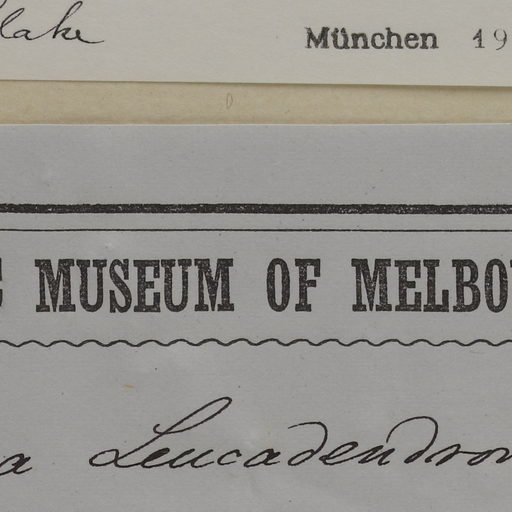 München 19
MUSEUM OF MELBO
a Leucadendron